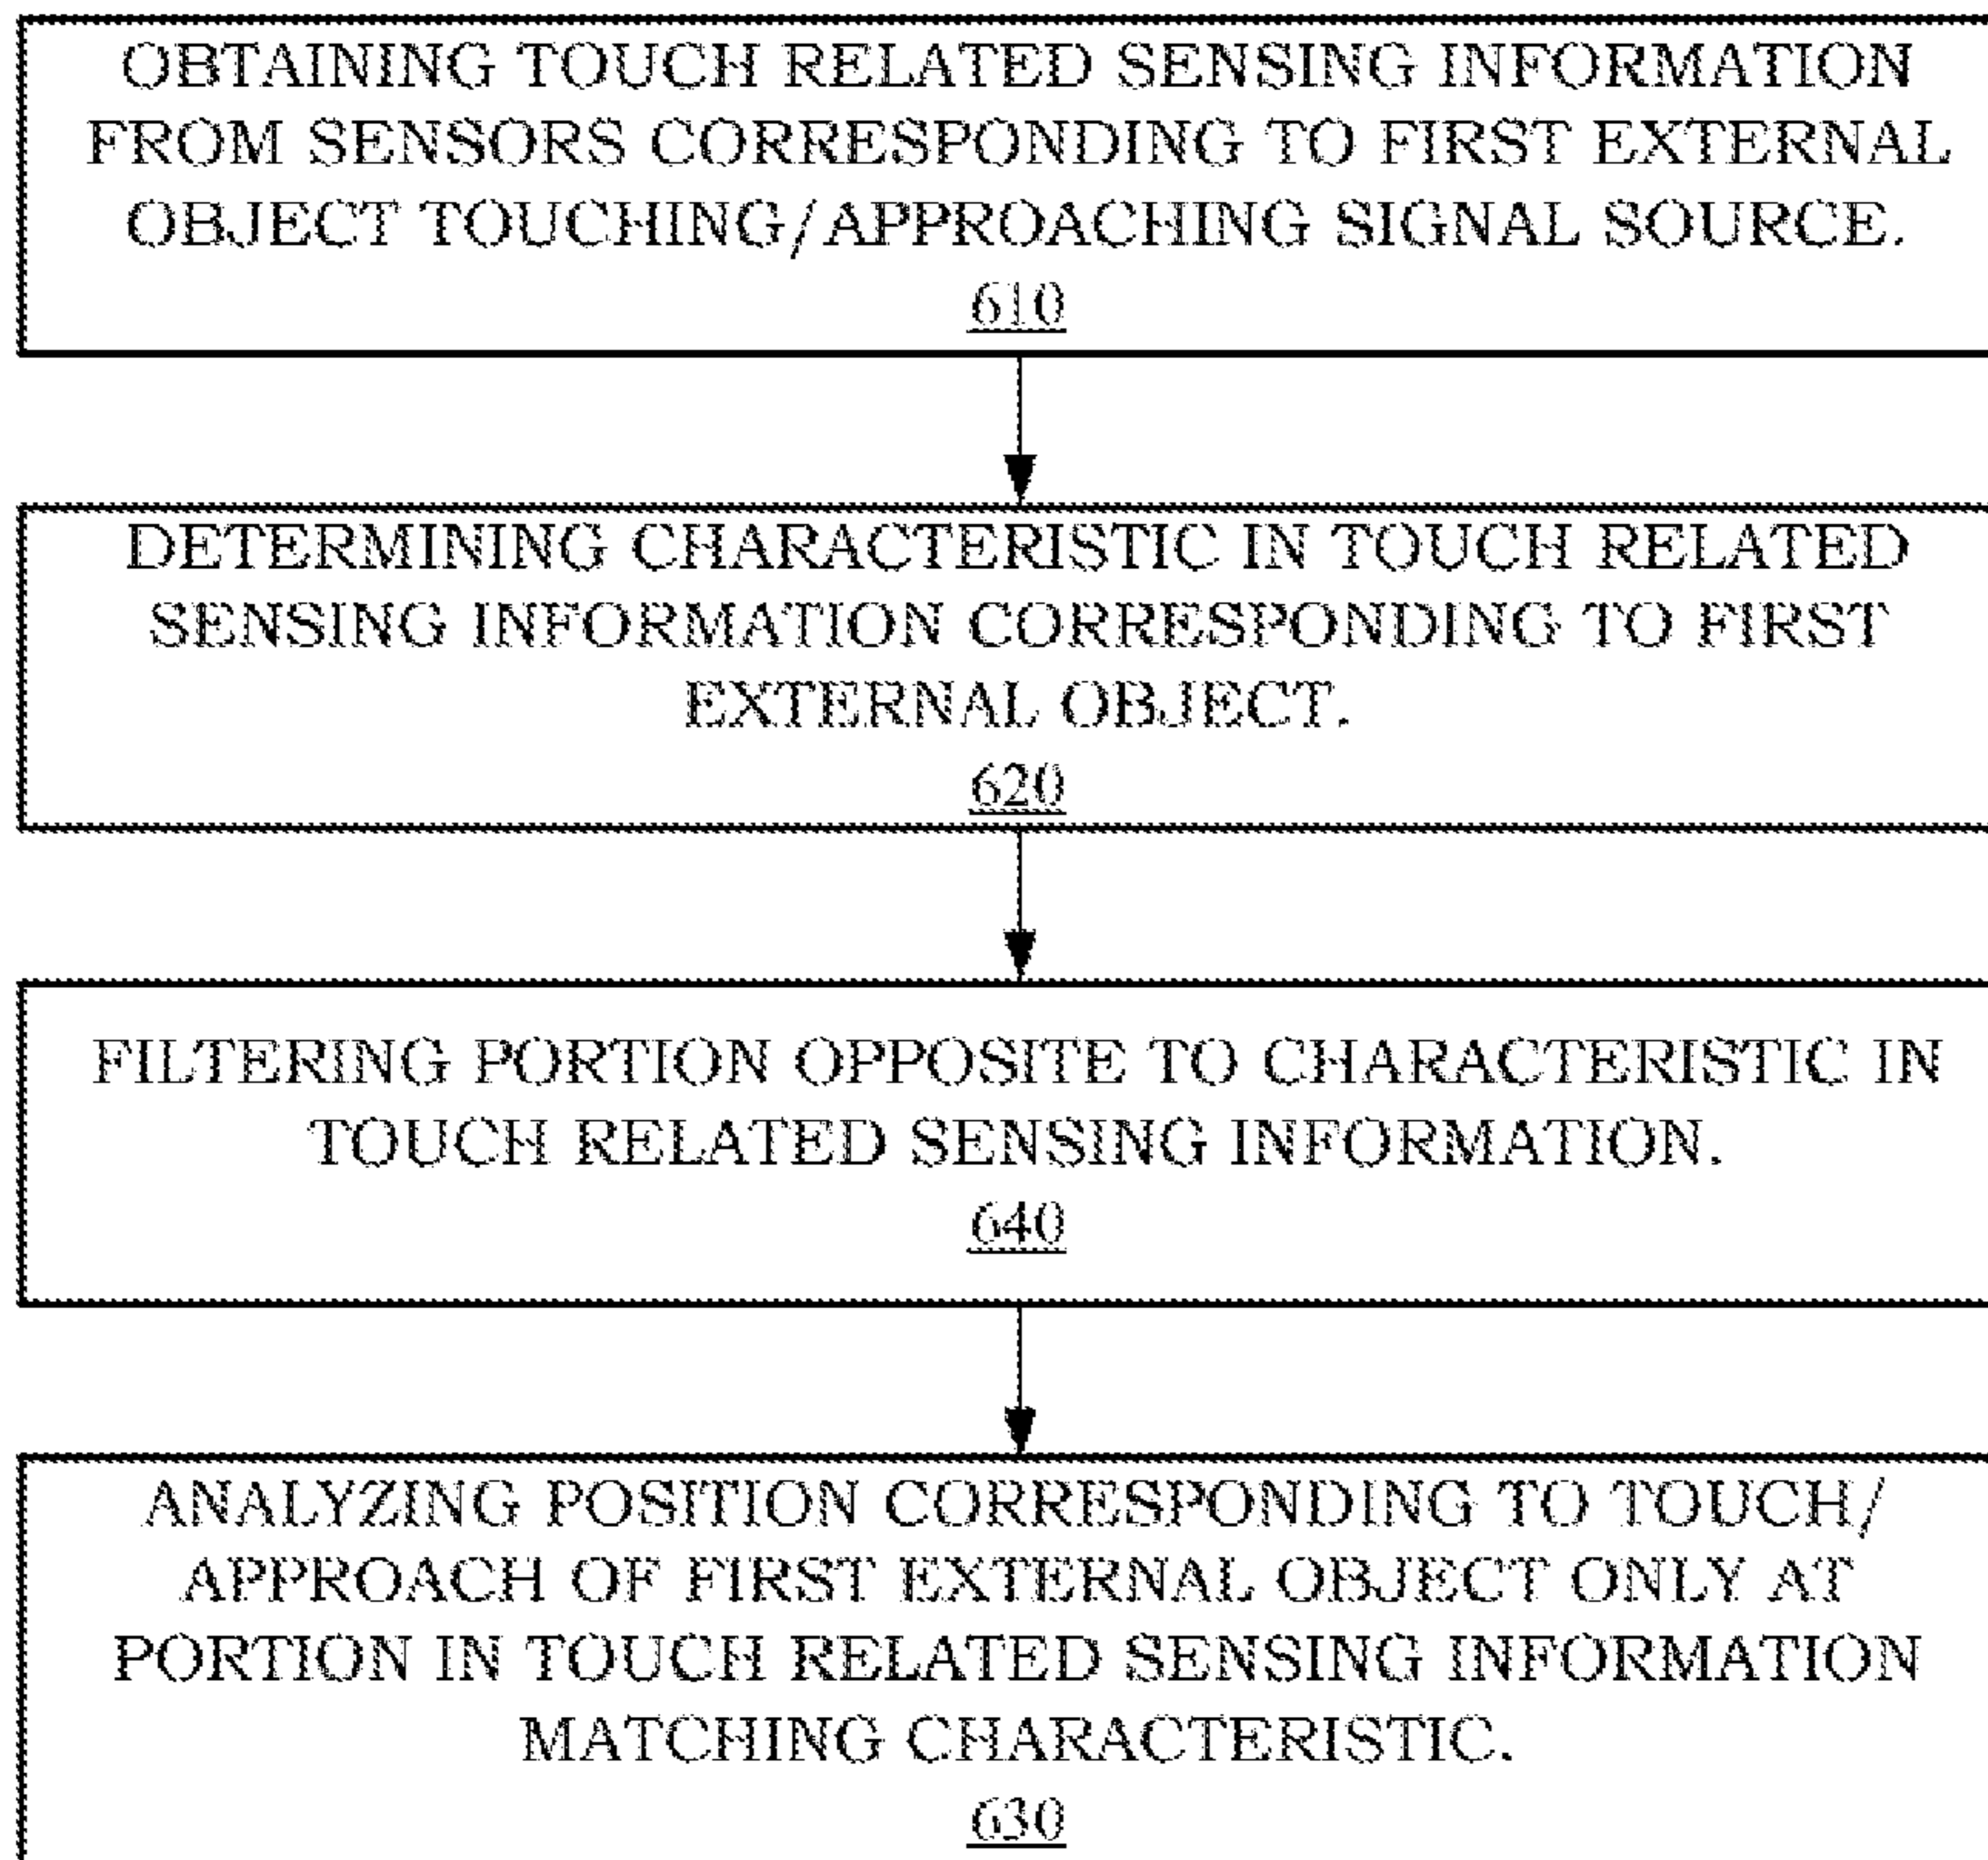 OBTAINING TOUCH RELATED SENSING INFORMATION
FROM SENSORS CORRESPONDING TO FIRST EXTERNAL
OBJECT TOUCHING/APPROACHING SIGNAL SOURCE.
610
DETERMINING CHARACTERISTIC IN TOUCH RELATED
SENSING INFORMATION CORRESPONDING TO FIRST
EXTERNAL OBJECT.
620
FILTERING PORTION OPPOSITE TO CHARACTERISTIC IN
TOUCH RELATED SENSING INFORMATION.
640
ANALYZING POSITION CORRESPONDING TO TOUCH/
APPROACH OF FIRST EXTERNAL OBJECT ONLY AT
PORTION IN TOUCH RELATED SENSING INFORMATION
MATCHING CHARACTERISTIC.
630